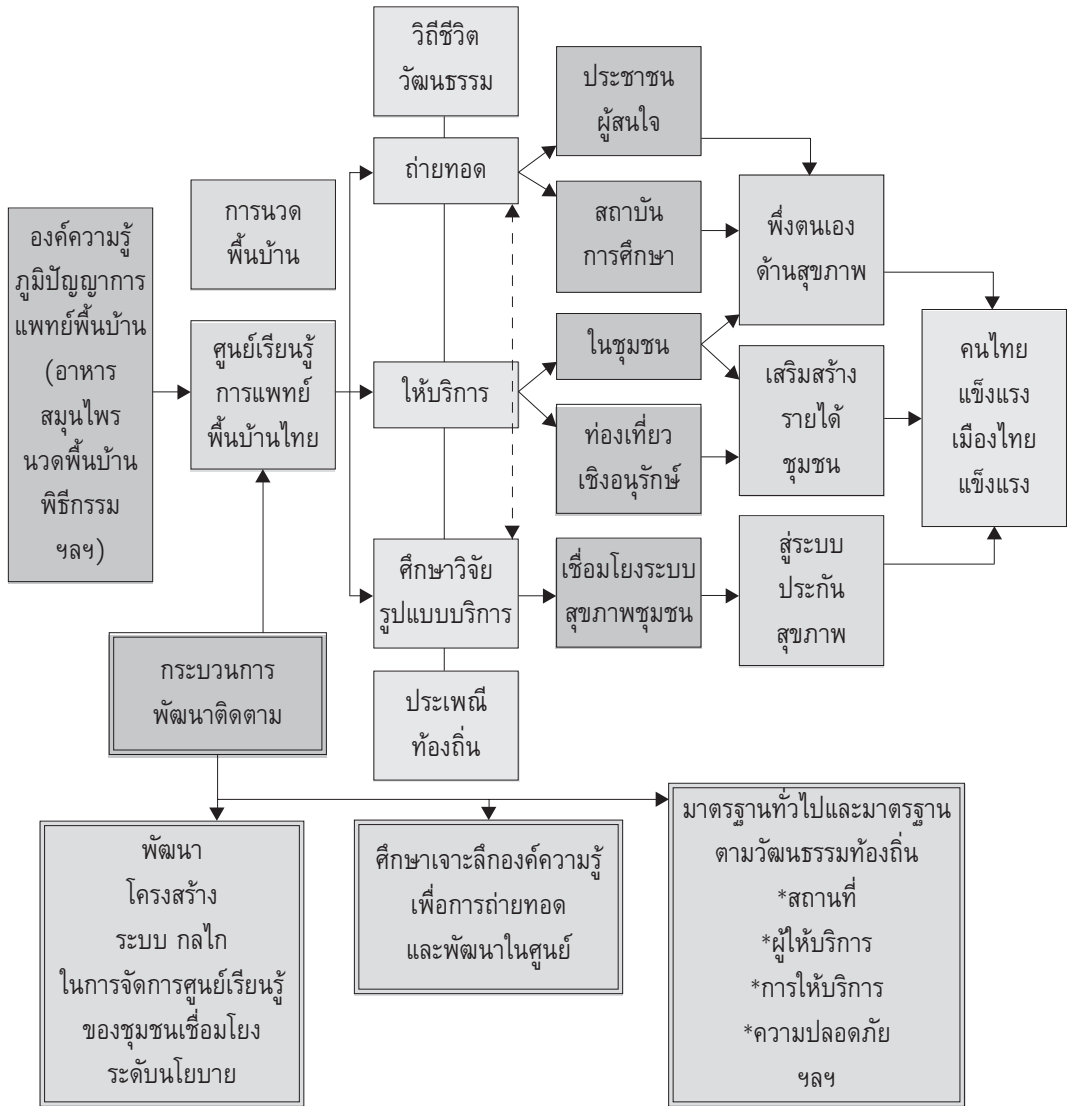 องค์ความรู้
ภูมิปัญญาการ
แพทย์พื้นบ้าน
(อาหาร
สมุนไพร
นวดพื้นบ้าน
พิธีกรรม
ฯลฯ)
การนวด
พื้นบ้าน
ศูนย์เรียนรู้
การแพทย์
พื้นบ้านไทย
วิถีชีวิต
วัฒนธรรม
ถ่ายทอด
ให้บริการ
ศึกษาวิจัย
รูปแบบบริการ
ประเพณี
ท้องถิ่น
ประชาชน
ผู้สนใจ
สถาบัน
การศึกษา
ในชุมชน
ท่องเที่ยว
เชิงอนุรักษ์
เชื่อมโยงระบบ
สุขภาพชุมชน
พึ่งตนเอง
ด้านสุขภาพ
เสริมสร้าง
รายได้
ชุมชน
สู่ระบบ
ประกัน
สุขภาพ
คนไทย
แข็งแรง
เมืองไทย
แข็งแรง
กระบวนการ
พัฒนาติดตาม
พัฒนา
โครงสร้าง
ระบบ กลไก
ในการจัดการศูนย์เรียนรู้
ของชุมชนเชื่อมโยง
ระดับนโยบาย
ศึกษาเจาะลึกองค์ความรู้
เพื่อการถ่ายทอด
และพัฒนาในศูนย์
มาตรฐานทั่วไปและมาตรฐาน
ตามวัฒนธรรมท้องถิ่น
*สถานที่
*ผู้ให้บริการ
*การให้บริการ
*ความปลอดภัย
ฯลฯ